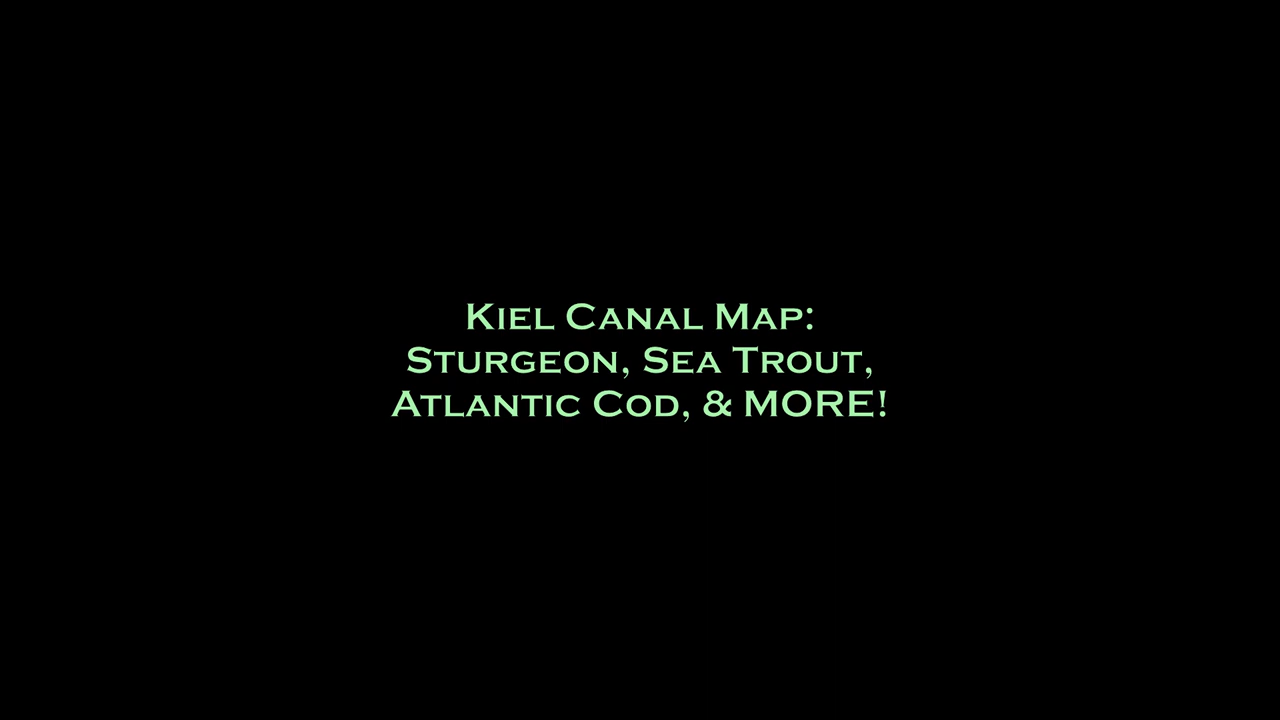 Kiel Canal Map:
Sturgeon, Sea Trout,
Atlantic Cod, & MORE!